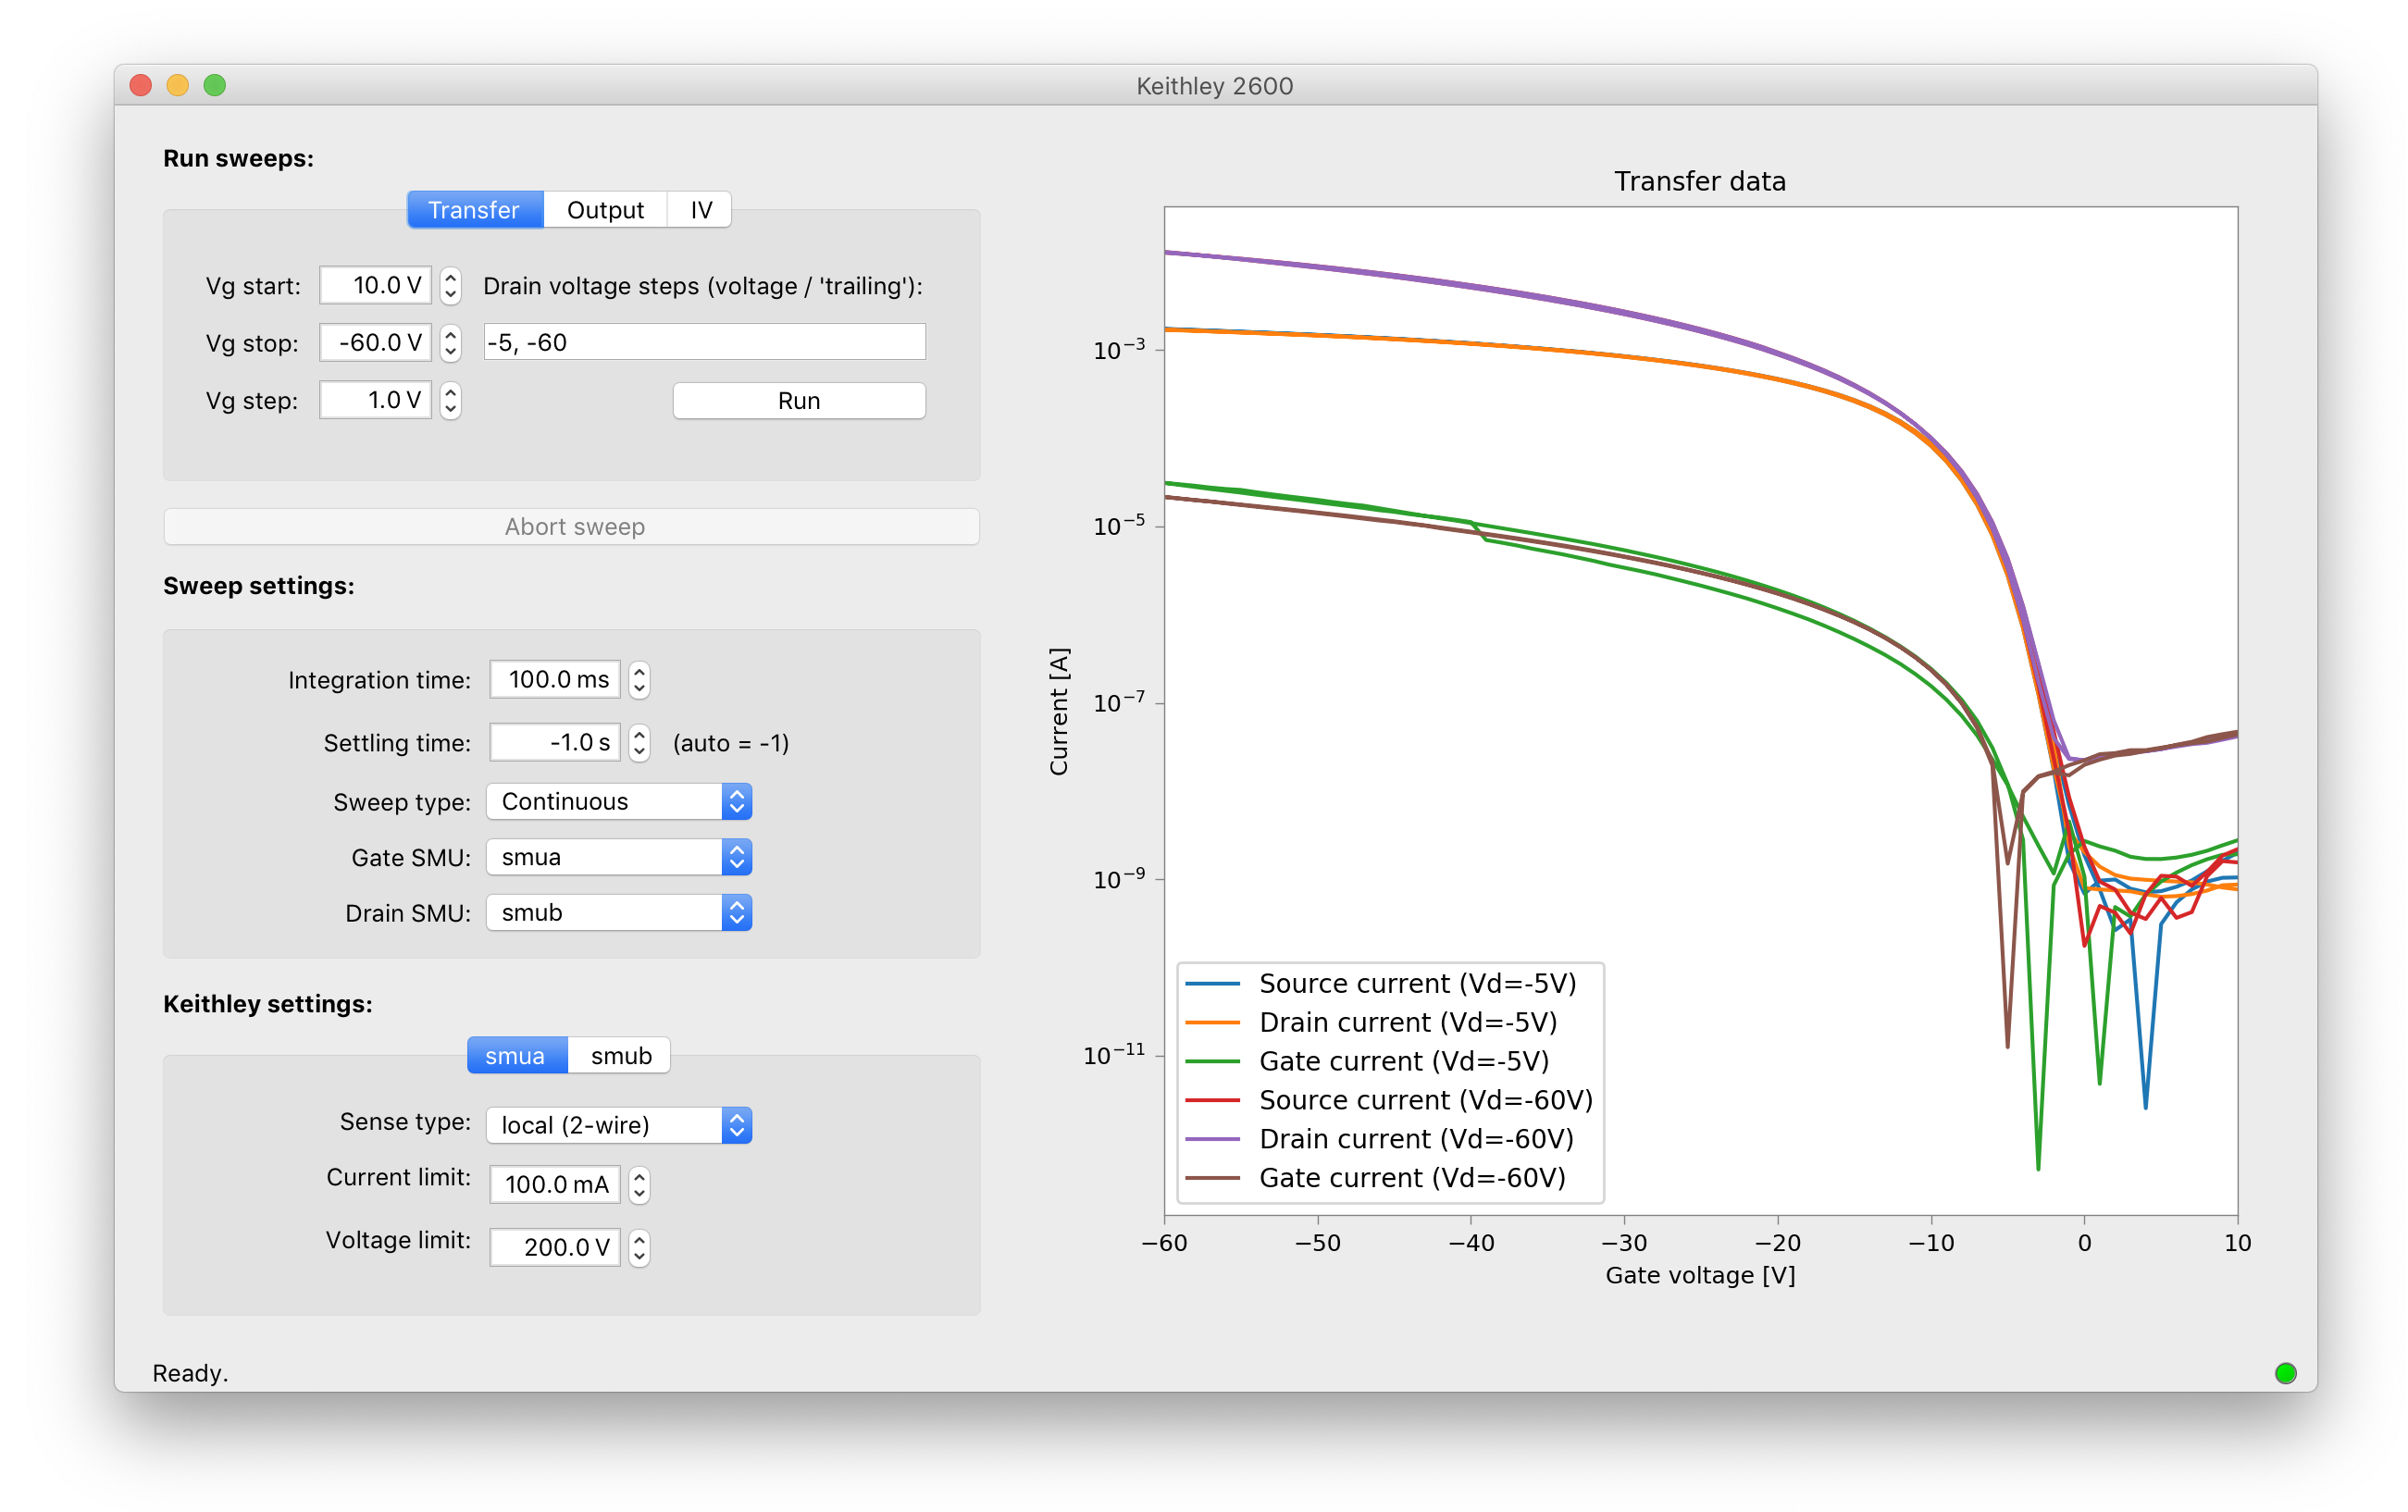 Keithley 2600
Run sweeps:
Transfer Output IV
Vg start: 10.0 V Drain voltage steps (voltage / 'trailing'):
Vg stop: -60.0 V -5, -60
Vg step: 1.0 V Run
Abort sweep
Sweep settings:
Integration time: 100.0 ms
Settling time: -1.0 s (auto = -1)
Sweep type: Continuous
Gate SMU: smua
Drain SMU: smub
Keithley settings:
smua smub
Sense type: local (2-wire)
Current limit: 100.0 mA
Voltage limit: 200.0 V
Ready.
Transfer data
Current [A]
10⁻³
10⁻⁵
10⁻⁷
10⁻⁹
10⁻¹¹
Source current (Vd=-5V)
Drain current (Vd=-5V)
Gate current (Vd=-5V)
Source current (Vd=-60V)
Drain current (Vd=-60V)
Gate current (Vd=-60V)
−60 −50 −40 −30 −20 −10 0 10
Gate voltage [V]